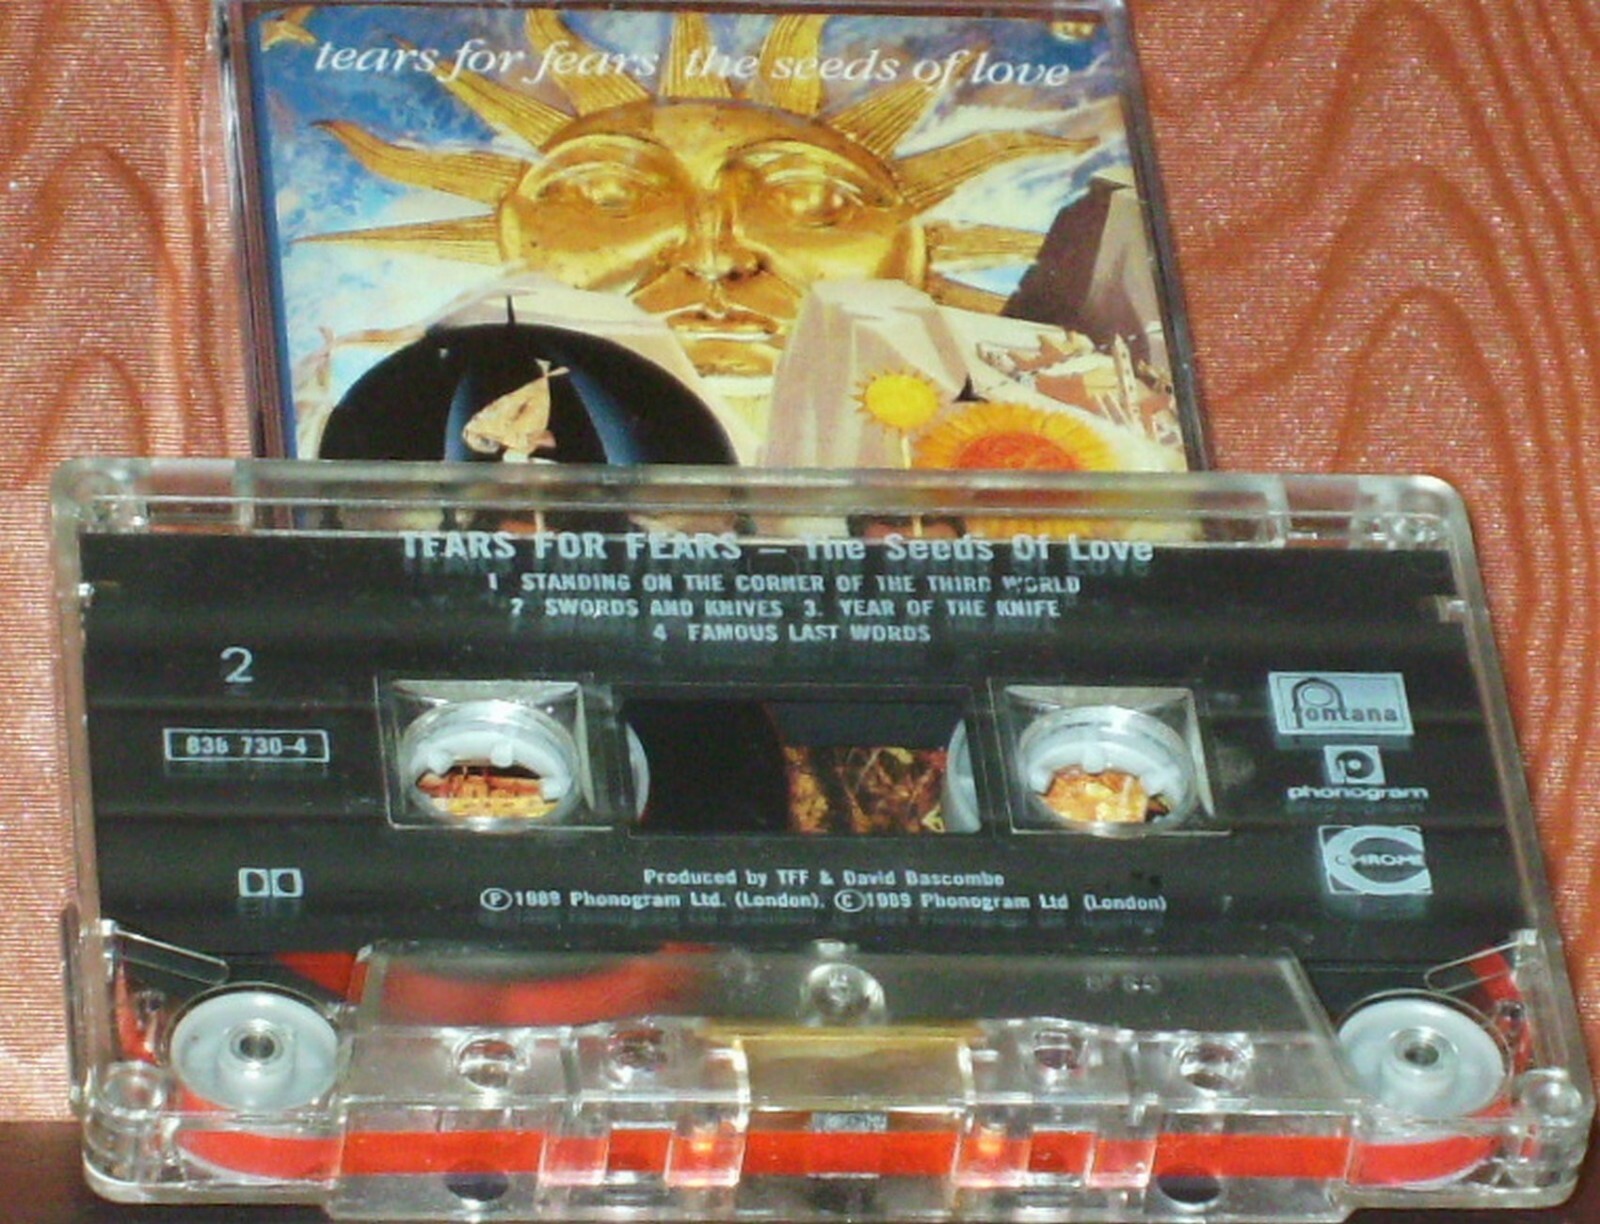 tears for fears the seeds of love
TEARS FOR FEARS – The Seeds Of Love
1 STANDING ON THE CORNER OF THE THIRD WORLD
2 SWORDS AND KNIVES 3. YEAR OF THE KNIFE
4 FAMOUS LAST WORDS
2
836 730-4
fontana
phonogram
CHROME
Produced by TFF & David Bascombe
Ⓟ1989 Phonogram Ltd. (London). Ⓒ1989 Phonogram Ltd (London)